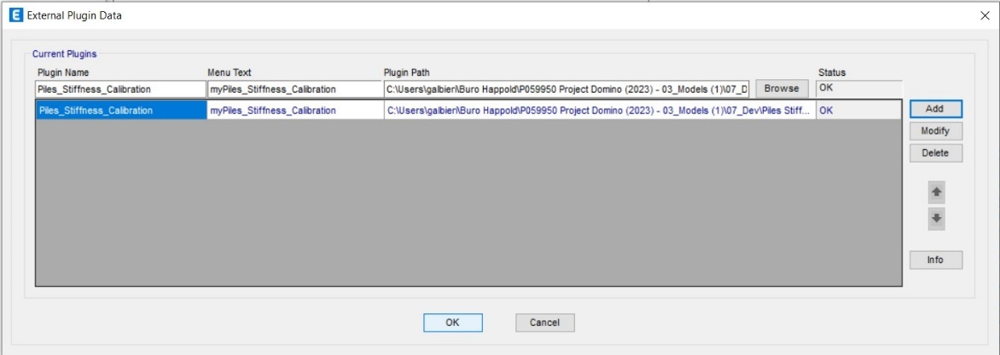 E External Plugin Data
Current Plugins
Plugin Name Menu Text Plugin Path Status
Piles_Stiffness_Calibration myPiles_Stiffness_Calibration C:\Users\galbieri\Buro Happold\P059950 Project Domino (2023) - 03_Models (1)\07_D Browse OK
Piles_Stiffness_Calibration myPiles_Stiffness_Calibration C:\Users\galbieri\Buro Happold\P059950 Project Domino (2023) - 03_Models (1)\07_Dev\Piles Stiff... OK
Add
Modify
Delete
Info
OK Cancel